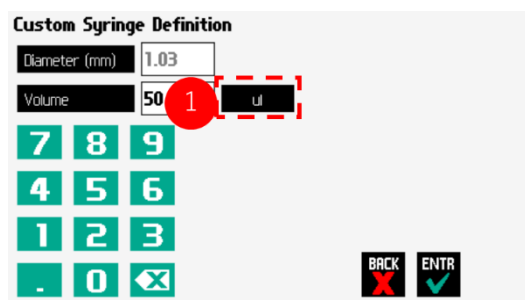 Custom Syringe Definition
Diameter (mm) 1.03
Volume 50 1 ul
7 8 9
4 5 6
1 2 3
. 0 X
BACK ENTR